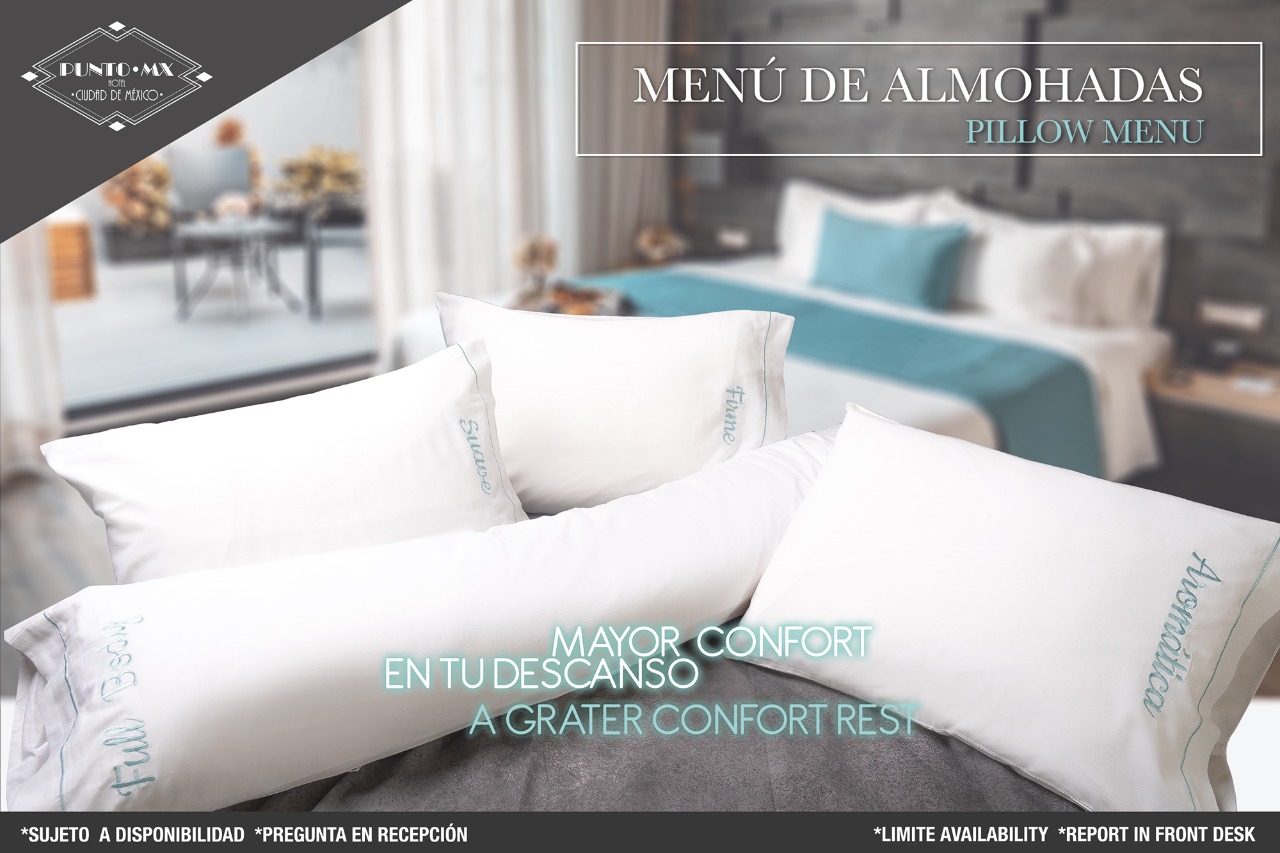 PUNTO•MX
HOTEL
•CIUDAD DE MÉXICO•
MENÚ DE ALMOHADAS
PILLOW MENU
Firme
Suave
Full Body
Aromática
MAYOR CONFORT
EN TU DESCANSO
A GRATER CONFORT REST
*SUJETO A DISPONIBILIDAD *PREGUNTA EN RECEPCIÓN
*LIMITE AVAILABILITY *REPORT IN FRONT DESK